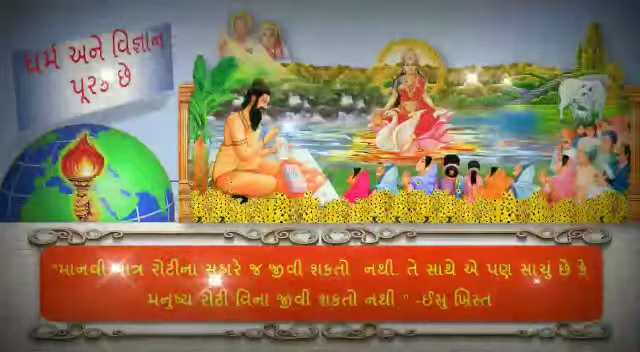 ધર્મ અને વિજ્ઞાન
પૂરક છે
"માનવી માત્ર રોટીના સહારે જ જીવી શકતો નથી. તે સાથે એ પણ સાચું છે કે
મનુષ્ય રોટી વિના જીવી શકતો નથી " -ઈસુ ખ્રિસ્ત